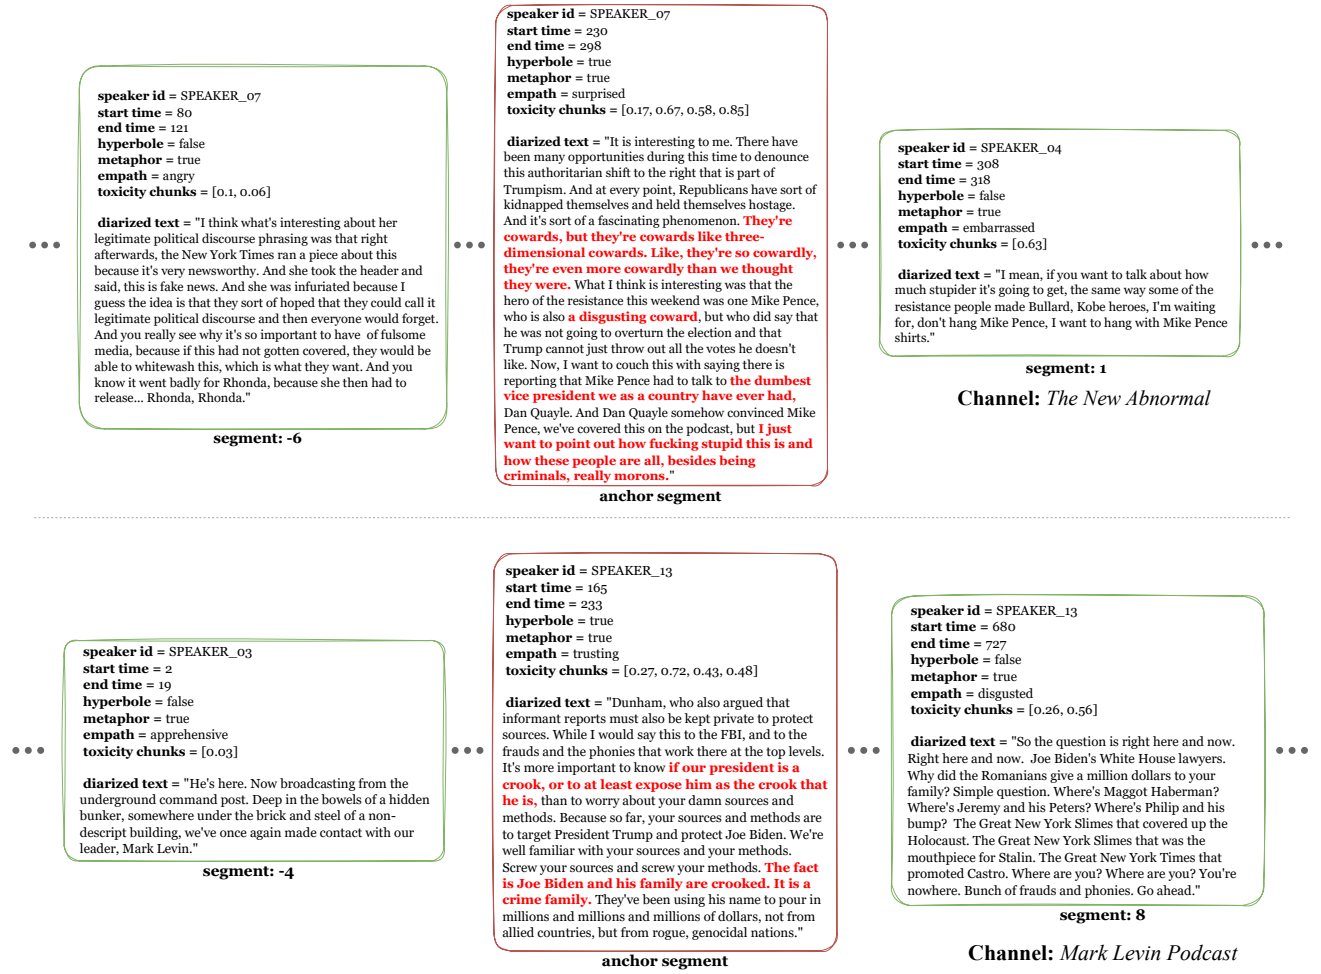 speaker id = SPEAKER_07
start time = 80
end time = 121
hyperbole = false
metaphor = true
empath = angry
toxicity chunks = [0.1, 0.06]
diarized text = "I think what's interesting about her
legitimate political discourse phrasing was that right
afterwards, the New York Times ran a piece about this
because it's very newsworthy. And she took the header and
said, this is fake news. And she was infuriated because I
guess the idea is that they sort of hoped that they could call it
legitimate political discourse and then everyone would forget.
And you really see why it's so important to have  of fulsome
media, because if this had not gotten covered, they would be
able to whitewash this, which is what they want. And you
know it went badly for Rhonda, because she then had to
release... Rhonda, Rhonda."
segment: -6
speaker id = SPEAKER_07
start time = 230
end time = 298
hyperbole = true
metaphor = true
empath = surprised
toxicity chunks = [0.17, 0.67, 0.58, 0.85]
diarized text = "It is interesting to me. There have
been many opportunities during this time to denounce
this authoritarian shift to the right that is part of
Trumpism. And at every point, Republicans have sort of
kidnapped themselves and held themselves hostage.
And it's sort of a fascinating phenomenon. They're
cowards, but they're cowards like three-
dimensional cowards. Like, they're so cowardly,
they're even more cowardly than we thought
they were. What I think is interesting was that the
hero of the resistance this weekend was one Mike Pence,
who is also a disgusting coward, but who did say that
he was not going to overturn the election and that
Trump cannot just throw out all the votes he doesn't
like. Now, I want to couch this with saying there is
reporting that Mike Pence had to talk to the dumbest
vice president we as a country have ever had,
Dan Quayle. And Dan Quayle somehow convinced Mike
Pence, we've covered this on the podcast, but I just
want to point out how fucking stupid this is and
how these people are all, besides being
criminals, really morons."
anchor segment
speaker id = SPEAKER_04
start time = 308
end time = 318
hyperbole = false
metaphor = true
empath = embarrassed
toxicity chunks = [0.63]
diarized text = "I mean, if you want to talk about how
much stupider it's going to get, the same way some of the
resistance people made Bullard, Kobe heroes, I'm waiting
for, don't hang Mike Pence, I want to hang with Mike Pence
shirts."
segment: 1
Channel: The New Abnormal
speaker id = SPEAKER_03
start time = 2
end time = 19
hyperbole = false
metaphor = true
empath = apprehensive
toxicity chunks = [0.03]
diarized text = "He's here. Now broadcasting from the
underground command post. Deep in the bowels of a hidden
bunker, somewhere under the brick and steel of a non-
descript building, we've once again made contact with our
leader, Mark Levin."
segment: -4
speaker id = SPEAKER_13
start time = 165
end time = 233
hyperbole = true
metaphor = true
empath = trusting
toxicity chunks = [0.27, 0.72, 0.43, 0.48]
diarized text = "Dunham, who also argued that
informant reports must also be kept private to protect
sources. While I would say this to the FBI, and to the
frauds and the phonies that work there at the top levels.
It's more important to know if our president is a
crook, or to at least expose him as the crook that
he is, than to worry about your damn sources and
methods. Because so far, your sources and methods are
to target President Trump and protect Joe Biden. We're
well familiar with your sources and your methods.
Screw your sources and screw your methods. The fact
is Joe Biden and his family are crooked. It is a
crime family. They've been using his name to pour in
millions and millions and millions of dollars, not from
allied countries, but from rogue, genocidal nations."
anchor segment
speaker id = SPEAKER_13
start time = 680
end time = 727
hyperbole = false
metaphor = true
empath = disgusted
toxicity chunks = [0.26, 0.56]
diarized text = "So the question is right here and now.
Right here and now.  Joe Biden's White House lawyers.
Why did the Romanians give a million dollars to your
family? Simple question. Where's Maggot Haberman?
Where's Jeremy and his Peters? Where's Philip and his
bump?  The Great New York Slimes that covered up the
Holocaust. The Great New York Slimes that was the
mouthpiece for Stalin. The Great New York Times that
promoted Castro. Where are you? Where are you? You're
nowhere. Bunch of frauds and phonies. Go ahead."
segment: 8
Channel: Mark Levin Podcast